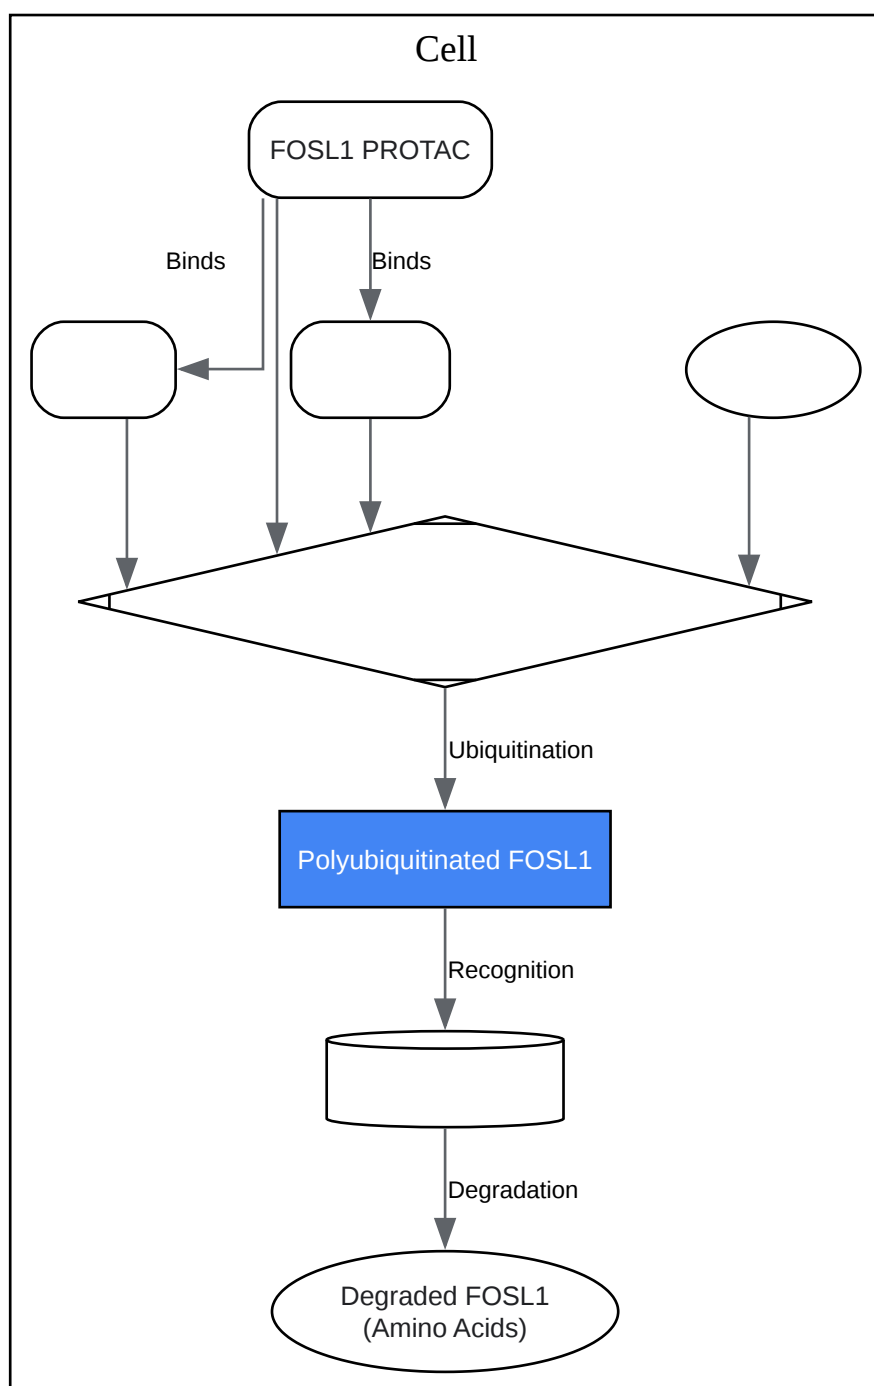 Cell
FOSL1 PROTAC
Binds
Binds
Ubiquitination
Polyubiquitinated FOSL1
Recognition
Degradation
Degraded FOSL1
(Amino Acids)